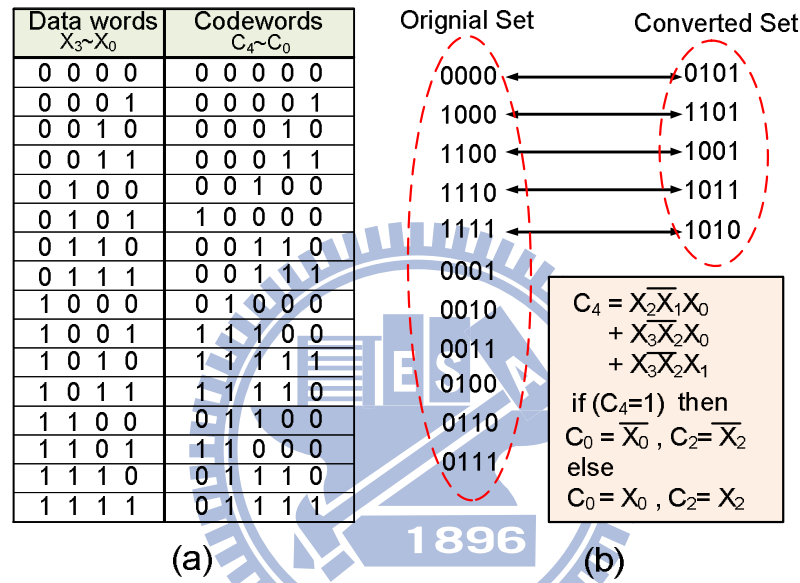 Data words Codewords
X3~X0 C4~C0
0 0 0 0 0 0 0 0 0
0 0 0 1 0 0 0 0 1
0 0 1 0 0 0 0 1 0
0 0 1 1 0 0 0 1 1
0 1 0 0 0 0 1 0 0
0 1 0 1 1 0 0 0 0
0 1 1 0 0 0 1 1 0
0 1 1 1 0 0 1 1 1
1 0 0 0 0 1 0 0 0
1 0 0 1 1 1 1 0 0
1 0 1 0 1 1 1 1 1
1 0 1 1 1 1 1 1 0
1 1 0 0 0 1 1 0 0
1 1 0 1 1 1 0 0 0
1 1 1 0 0 1 1 1 0
1 1 1 1 0 1 1 1 1
(a)
Orignial Set Converted Set
0000 0101
1000 1101
1100 1001
1110 1011
1111 1010
0001
0010
0011
0100
0110
0111
C4 = X2X̅1X0
+ X3X̅2X0
+ X3X̅2X1
if (C4=1) then
C0 = X̅0 , C2= X̅2
else
C0 = X0 , C2= X2
(b)
ESA
1896